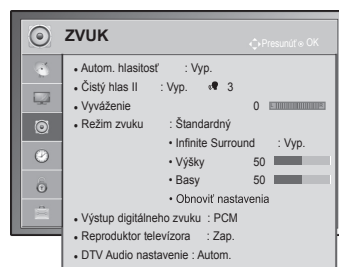 ZVUK
Presunúť OK
• Autom. hlasitosť : Vyp.
• Čistý hlas II : Vyp. 3
• Vyváženie 0
• Režim zvuku : Štandardný
• Infinite Surround : Vyp.
• Výšky 50
• Basy 50
• Obnoviť nastavenia
• Výstup digitálneho zvuku : PCM
• Reproduktor televízora : Zap.
• DTV Audio nastavenie : Autom.